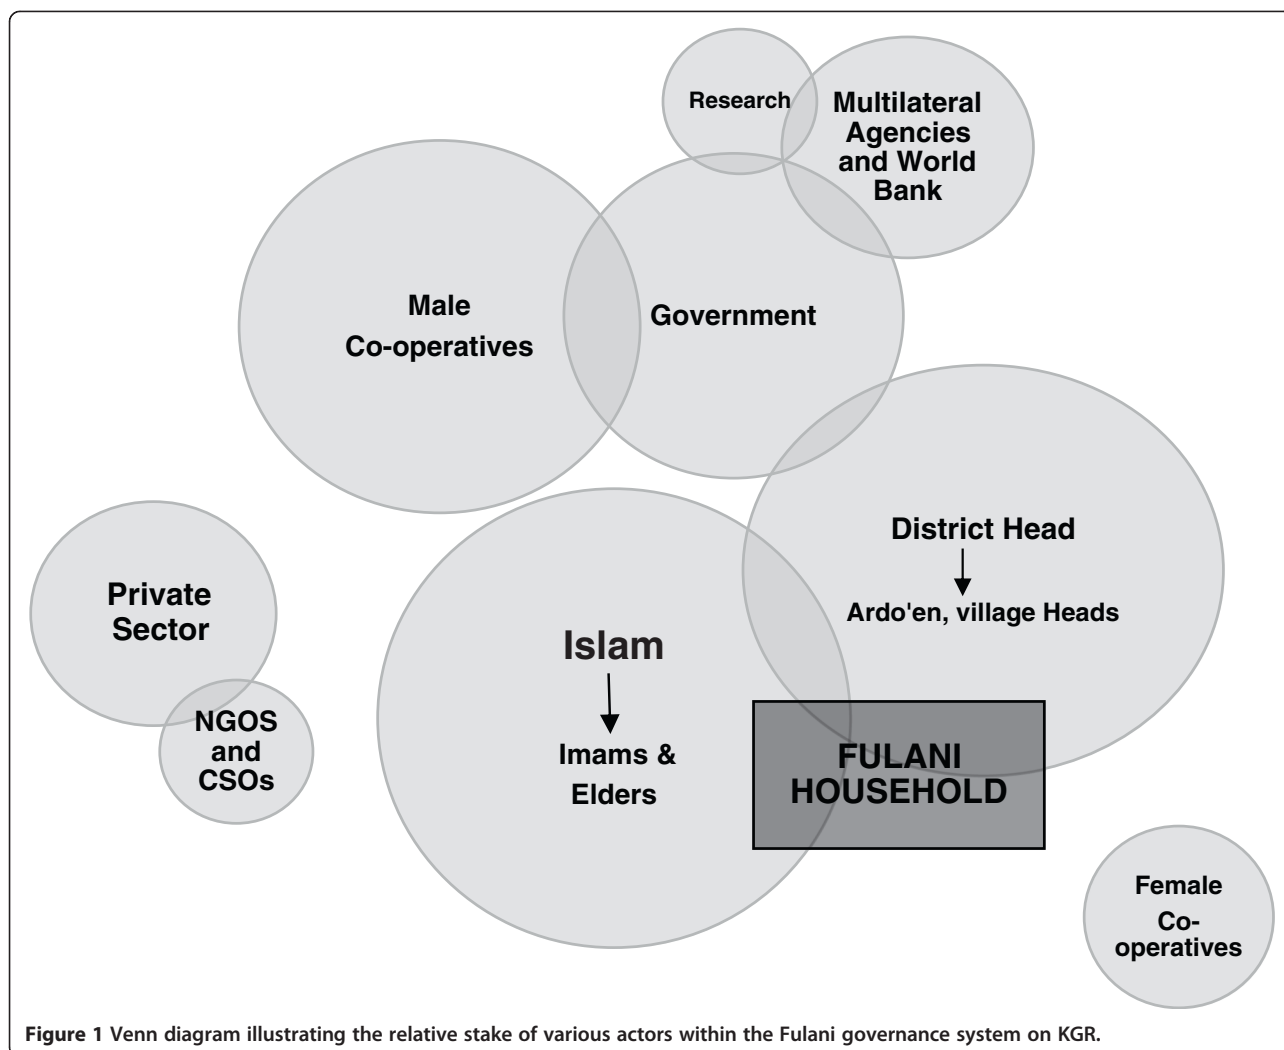 Research
Multilateral
Agencies
and World
Bank
Male
Co-operatives
Government
District Head
Ardo'en, village Heads
Private
Sector
Islam
NGOS
and
CSOs
Imams &
Elders
FULANI
HOUSEHOLD
Female
Co-
operatives
Figure 1 Venn diagram illustrating the relative stake of various actors within the Fulani governance system on KGR.